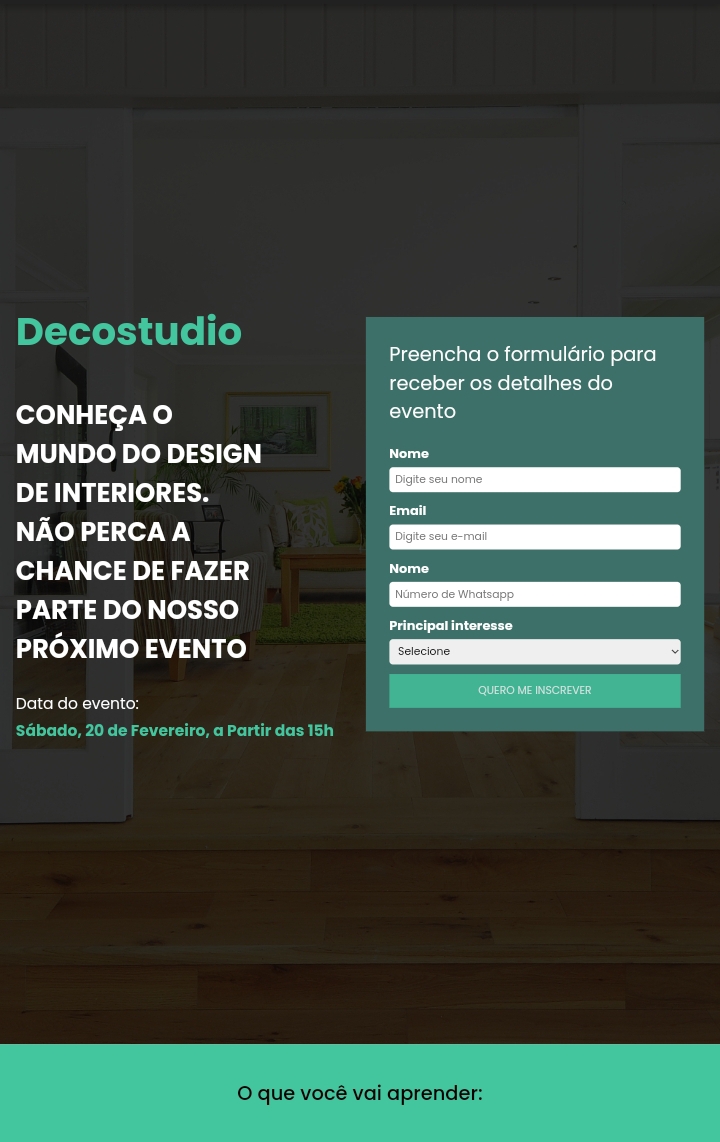 Decostudio
CONHEÇA O
MUNDO DO DESIGN
DE INTERIORES.
NÃO PERCA A
CHANCE DE FAZER
PARTE DO NOSSO
PRÓXIMO EVENTO
Data do evento:
Sábado, 20 de Fevereiro, a Partir das 15h
Preencha o formulário para
receber os detalhes do
evento
Nome
Digite seu nome
Email
Digite seu e-mail
Nome
Número de Whatsapp
Principal interesse
Selecione
QUERO ME INSCREVER
O que você vai aprender: